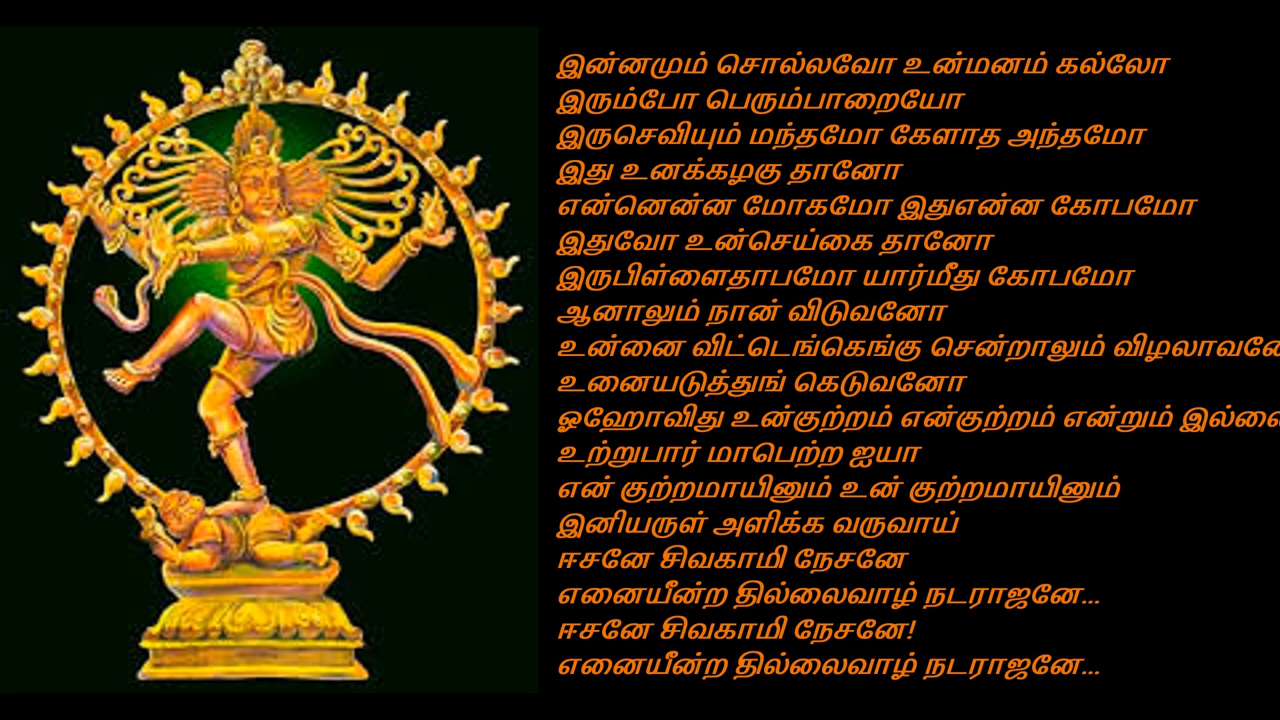 இன்னமும் சொல்லவோ உன்மனம் கல்லோ
இரும்போ பெரும்பாறையோ
இருசெவியும் மந்தமோ கேளாத அந்தமோ
இது உனக்கழகு தானோ
என்னென்ன மோகமோ இதுஎன்ன கோபமோ
இதுவோ உன்செய்கை தானோ
இருபிள்ளைதாபமோ யார்மீது கோபமோ
ஆனாலும் நான் விடுவனோ
உன்னை விட்டெங்கெங்கு சென்றாலும்
உனையடுத்துங் கெடுவனோ
ஓஹோவிது உன்குற்றம் என்குற்றம் என்றும்
உற்றுபார் மாபெற்ற ஐயா
என் குற்றமாயினும் உன் குற்றமாயினும்
இனியருள் அளிக்க வருவாய்
ஈசனே சிவகாமி நேசனே
எனையீன்ற தில்லைவாழ் நடராஜனே...
ஈசனே சிவகாமி நேசனே!
எனையீன்ற தில்லைவாழ் நடராஜனே...